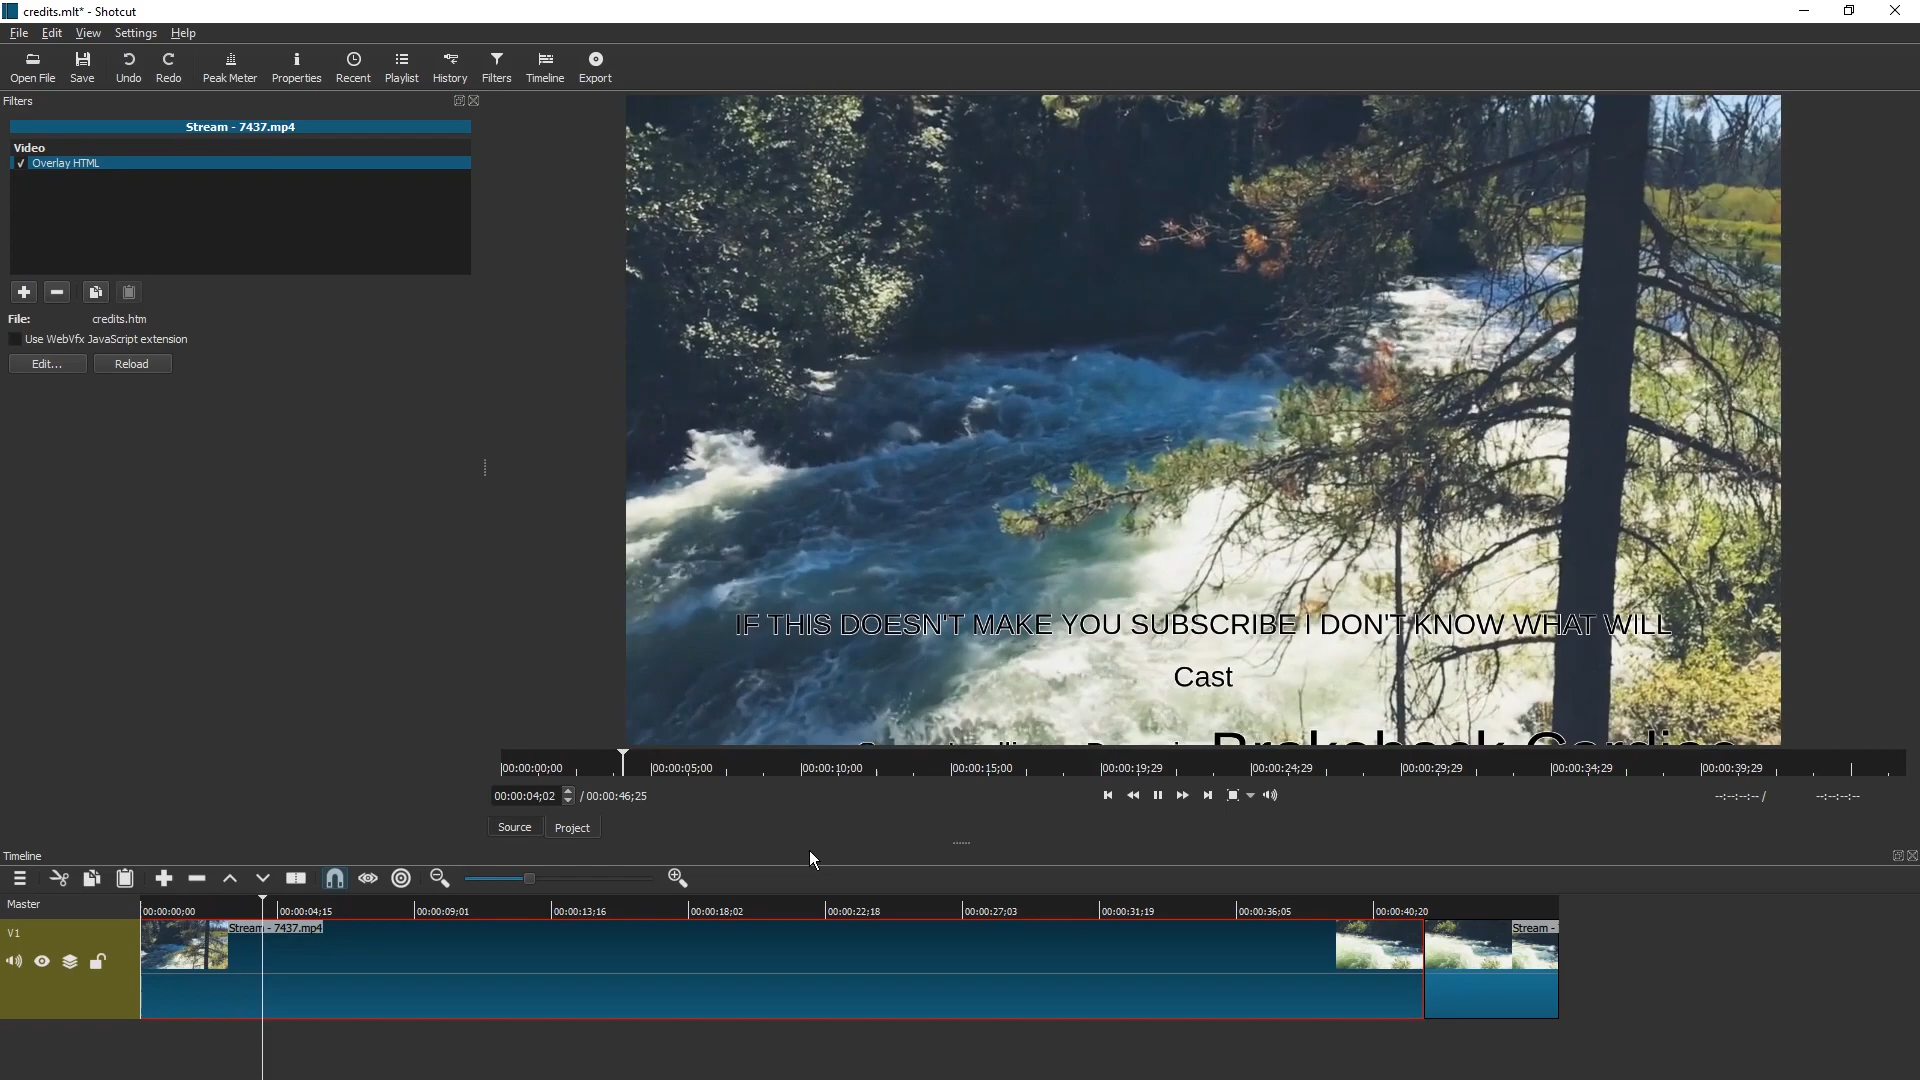 credits.mlt* - Shotcut
File Edit View Settings Help
Open File Save Undo Redo Peak Meter Properties Recent Playlist History Filters Timeline Export
Filters
Stream - 7437.mp4
Video
Overlay HTML
File: credits.htm
Use WebVfx JavaScript extension
Edit... Reload
IF THIS DOESN'T MAKE YOU SUBSCRIBE I DON'T KNOW WHAT WILL
Cast
00:00:00;00 00:00:05;00 00:00:10;00 00:00:15;00 00:00:19;29 00:00:24;29 00:00:29;29 00:00:34;29 00:00:39;29
00:00:04;02 / 00:00:46;25 --:--:--:-- / --:--:--:--
Source Project
Timeline
Master
00:00:00;00 00:00:04;15 00:00:09;01 00:00:13;16 00:00:18;02 00:00:22;18 00:00:27;03 00:00:31;19 00:00:36;05 00:00:40;20
V1
Stream - 7437.mp4 Stream -